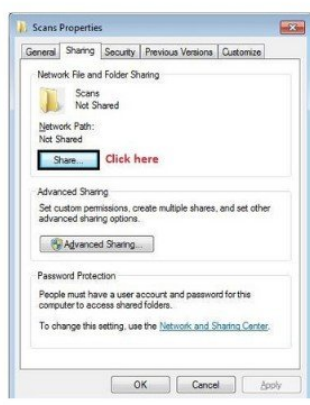 Scans Properties
General Sharing Security Previous Versions Customize
Network File and Folder Sharing
Scans
Not Shared
Network Path:
Not Shared
Share... Click here
Advanced Sharing
Set custom permissions, create multiple shares, and set other
advanced sharing options.
Advanced Sharing...
Password Protection
People must have a user account and password for this
computer to access shared folders.
To change this setting, use the Network and Sharing Center.
OK Cancel Apply